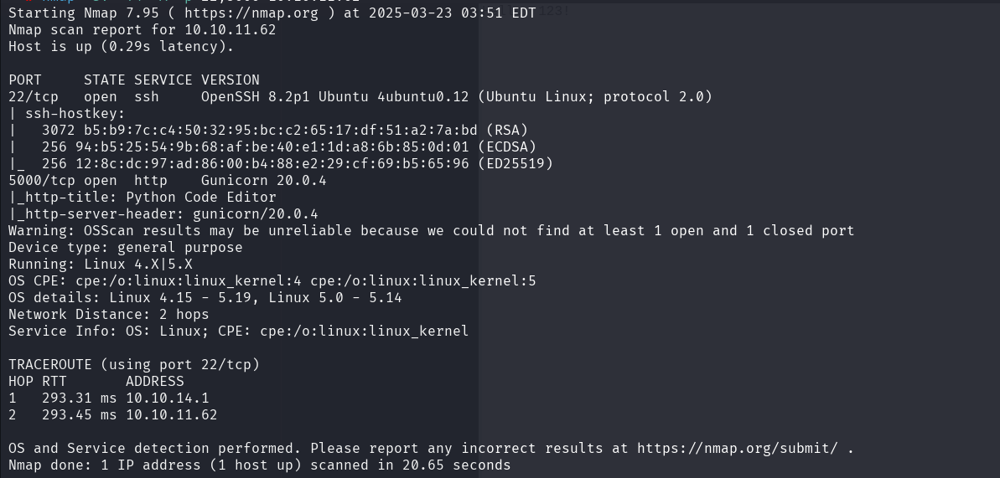 Starting Nmap 7.95 ( https://nmap.org ) at 2025-03-23 03:51 EDT
Nmap scan report for 10.10.11.62
Host is up (0.29s latency).
PORT     STATE SERVICE VERSION
22/tcp   open  ssh     OpenSSH 8.2p1 Ubuntu 4ubuntu0.12 (Ubuntu Linux; protocol 2.0)
| ssh-hostkey:
|   3072 b5:b9:7c:c4:50:32:95:bc:c2:65:17:df:51:a2:7a:bd (RSA)
|   256 94:b5:25:54:9b:68:af:be:40:e1:1d:a8:6b:85:0d:01 (ECDSA)
|_  256 12:8c:dc:97:ad:86:00:b4:88:e2:29:cf:69:b5:65:96 (ED25519)
5000/tcp open  http    Gunicorn 20.0.4
|_http-title: Python Code Editor
|_http-server-header: gunicorn/20.0.4
Warning: OSScan results may be unreliable because we could not find at least 1 open and 1 closed port
Device type: general purpose
Running: Linux 4.X|5.X
OS CPE: cpe:/o:linux:linux_kernel:4 cpe:/o:linux:linux_kernel:5
OS details: Linux 4.15 - 5.19, Linux 5.0 - 5.14
Network Distance: 2 hops
Service Info: OS: Linux; CPE: cpe:/o:linux:linux_kernel
TRACEROUTE (using port 22/tcp)
HOP RTT       ADDRESS
1   293.31 ms 10.10.14.1
2   293.45 ms 10.10.11.62
OS and Service detection performed. Please report any incorrect results at https://nmap.org/submit/ .
Nmap done: 1 IP address (1 host up) scanned in 20.65 seconds